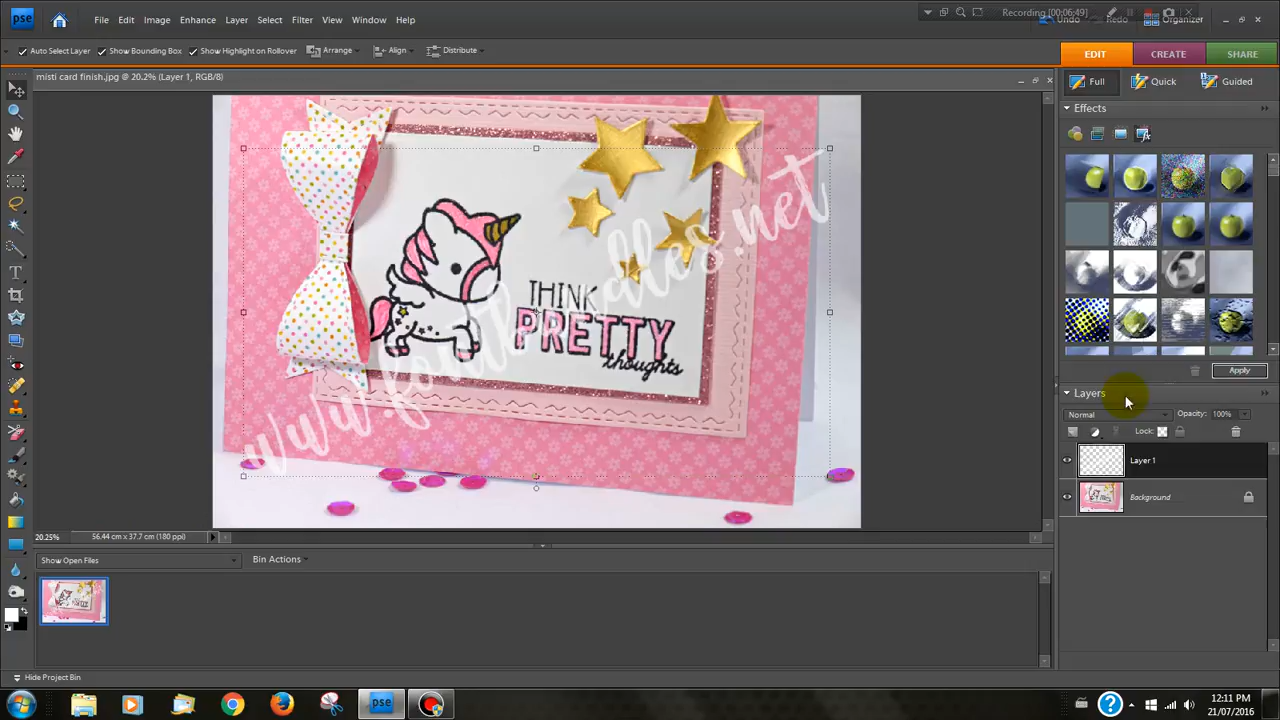 pse File Edit Image Enhance Layer Select Filter View Window Help
Recording [00:06:49]
Undo Redo Organizer
Auto Select Layer Show Bounding Box Show Highlight on Rollover Arrange Align Distribute
EDIT CREATE SHARE
misti card finish.jpg @ 20.2% (Layer 1, RGB/8)
Full Quick Guided
Effects
THINK
PRETTY
thoughts
Apply
Layers
Normal Opacity: 100%
Lock:
Layer 1
Background
20.25% 56.44 cm x 37.7 cm (180 ppi)
Show Open Files Bin Actions
Hide Project Bin
pse
12:11 PM
21/07/2016